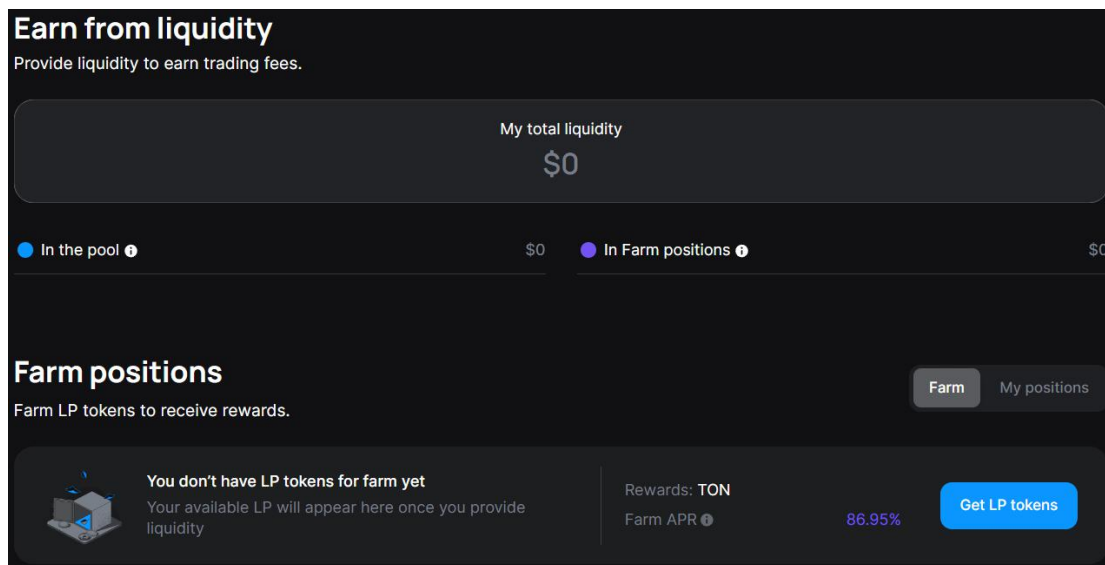 Earn from liquidity
Provide liquidity to earn trading fees.
My total liquidity
$0
In the pool
$0
In Farm positions
$0
Farm positions
Farm LP tokens to receive rewards.
Farm
My positions
You don’t have LP tokens for farm yet
Your available LP will appear here once you provide
liquidity
Rewards: TON
Farm APR
86.95%
Get LP tokens